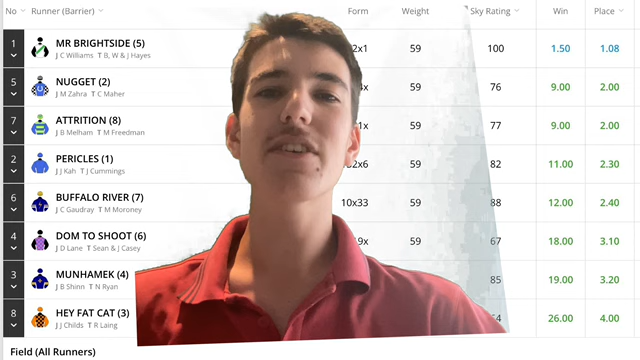 No Runner (Barrier) Form Weight Sky Rating Win Place
1 MR BRIGHTSIDE (5) 2x1 59 100 1.50 1.08
J C Williams T B, W & J Hayes
5 NUGGET (2) 59 76 9.00 2.00
J M Zahra T C Maher
7 ATTRITION (8) 1x 59 77 9.00 2.00
J B Melham T M Freedman
2 PERICLES (1) 2x6 59 82 11.00 2.30
J J Kah T J Cummings
6 BUFFALO RIVER (7) 10x33 59 88 12.00 2.40
J C Gaudray T M Moroney
4 DOM TO SHOOT (6) 9x 59 67 18.00 3.10
J D Lane T Sean & J Casey
3 MUNHAMEK (4) 85 19.00 3.20
J B Shinn T N Ryan
8 HEY FAT CAT (3) 4 26.00 4.00
J J Childs T R Laing
Field (All Runners)